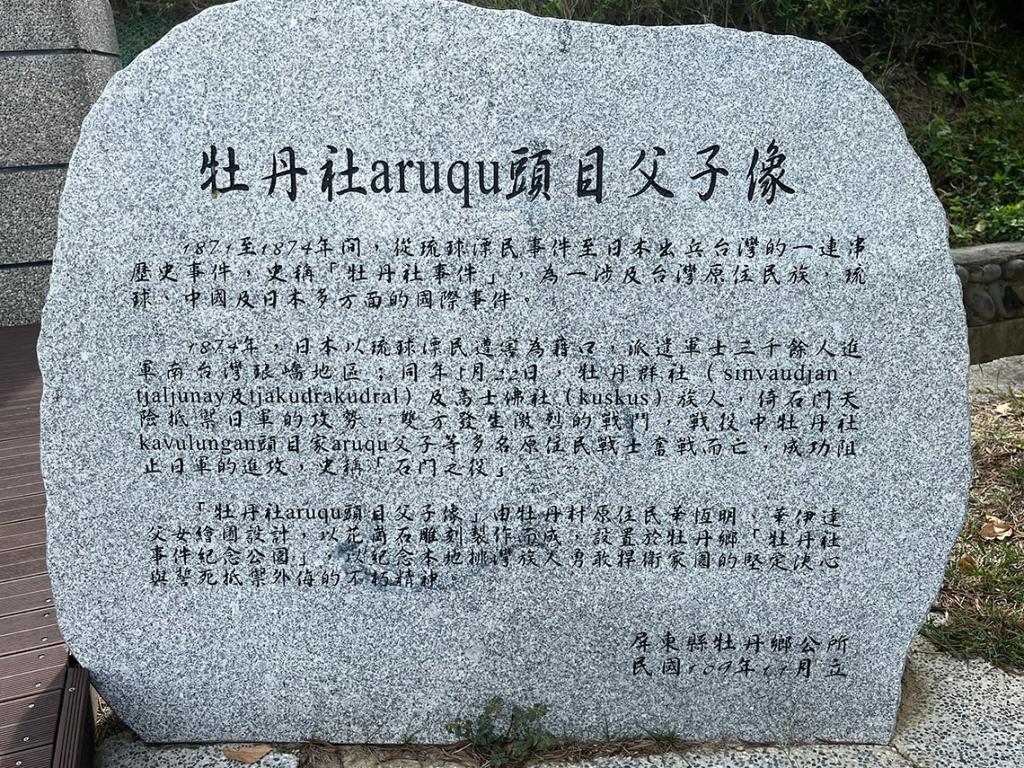 牡丹社aruqu頭目父子像
1871至1874年間，從琉球漂民事件至日本出兵台灣的一連串
歷史事件，史稱「牡丹社事件」，為一涉及台灣原住民族、琉
球、中國及日本多方面的國際事件。
1874年，日本以琉球漂民遭害為藉口，派遣軍士三千餘人進
軍南台灣瑯嶠地區；同年5月22日，牡丹群社（sinvaudjan、
tjaljunay及tjakudrakudral）及高士佛社（kuskus）族人，倚石門天
險抵禦日軍的攻勢，雙方發生激烈的戰鬥，戰役中牡丹社
kavulungan頭目家aruqu父子等多名原住民戰士奮戰而亡，成功阻
止日軍的進攻，史稱「石門之役」
「牡丹社aruqu頭目父子像」由牡丹村原住民華恆明、華伊達
父女繪圖設計，以花崗石雕刻製作而成，設置於牡丹鄉「牡丹社
事件紀念公園」，以紀念本地排灣族人勇敢捍衛家園的堅定決心
與誓死抵禦外侮的不朽精神。
屏東縣牡丹鄉公所
民國109年11月立